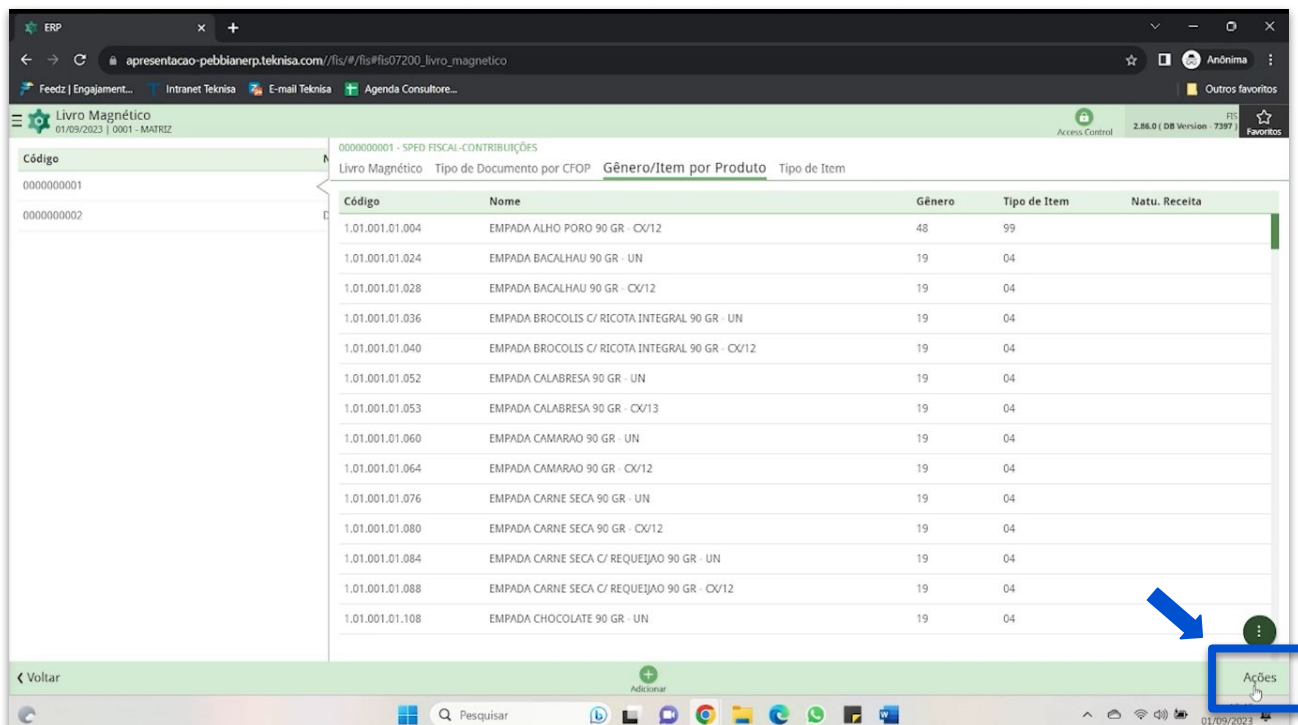 ERP
apresentacao-pebbianerp.teknisa.com//fis/#/fis#fis07200_livro_magnetico
Anônima
Feedz | Engajament... Intranet Teknisa E-mail Teknisa Agenda Consultore... Outros favoritos
Livro Magnético
01/09/2023 | 0001 - MATRIZ
Access Control
FIS
2.86.0 ( DB Version - 7397 )
Favoritos
Código N
0000000001
0000000002 D
0000000001 - SPED FISCAL-CONTRIBUIÇÕES
Livro Magnético Tipo de Documento por CFOP Gênero/Item por Produto Tipo de Item
Código Nome Gênero Tipo de Item Natu. Receita
1.01.001.01.004 EMPADA ALHO PORO 90 GR - CX/12 48 99
1.01.001.01.024 EMPADA BACALHAU 90 GR - UN 19 04
1.01.001.01.028 EMPADA BACALHAU 90 GR - CX/12 19 04
1.01.001.01.036 EMPADA BROCOLIS C/ RICOTA INTEGRAL 90 GR - UN 19 04
1.01.001.01.040 EMPADA BROCOLIS C/ RICOTA INTEGRAL 90 GR - CX/12 19 04
1.01.001.01.052 EMPADA CALABRESA 90 GR - UN 19 04
1.01.001.01.053 EMPADA CALABRESA 90 GR - CX/13 19 04
1.01.001.01.060 EMPADA CAMARAO 90 GR - UN 19 04
1.01.001.01.064 EMPADA CAMARAO 90 GR - CX/12 19 04
1.01.001.01.076 EMPADA CARNE SECA 90 GR - UN 19 04
1.01.001.01.080 EMPADA CARNE SECA 90 GR - CX/12 19 04
1.01.001.01.084 EMPADA CARNE SECA C/ REQUEIJAO 90 GR - UN 19 04
1.01.001.01.088 EMPADA CARNE SECA C/ REQUEIJAO 90 GR - CX/12 19 04
1.01.001.01.108 EMPADA CHOCOLATE 90 GR - UN 19 04
Voltar
Adicionar
Ações
Pesquisar
01/09/2023